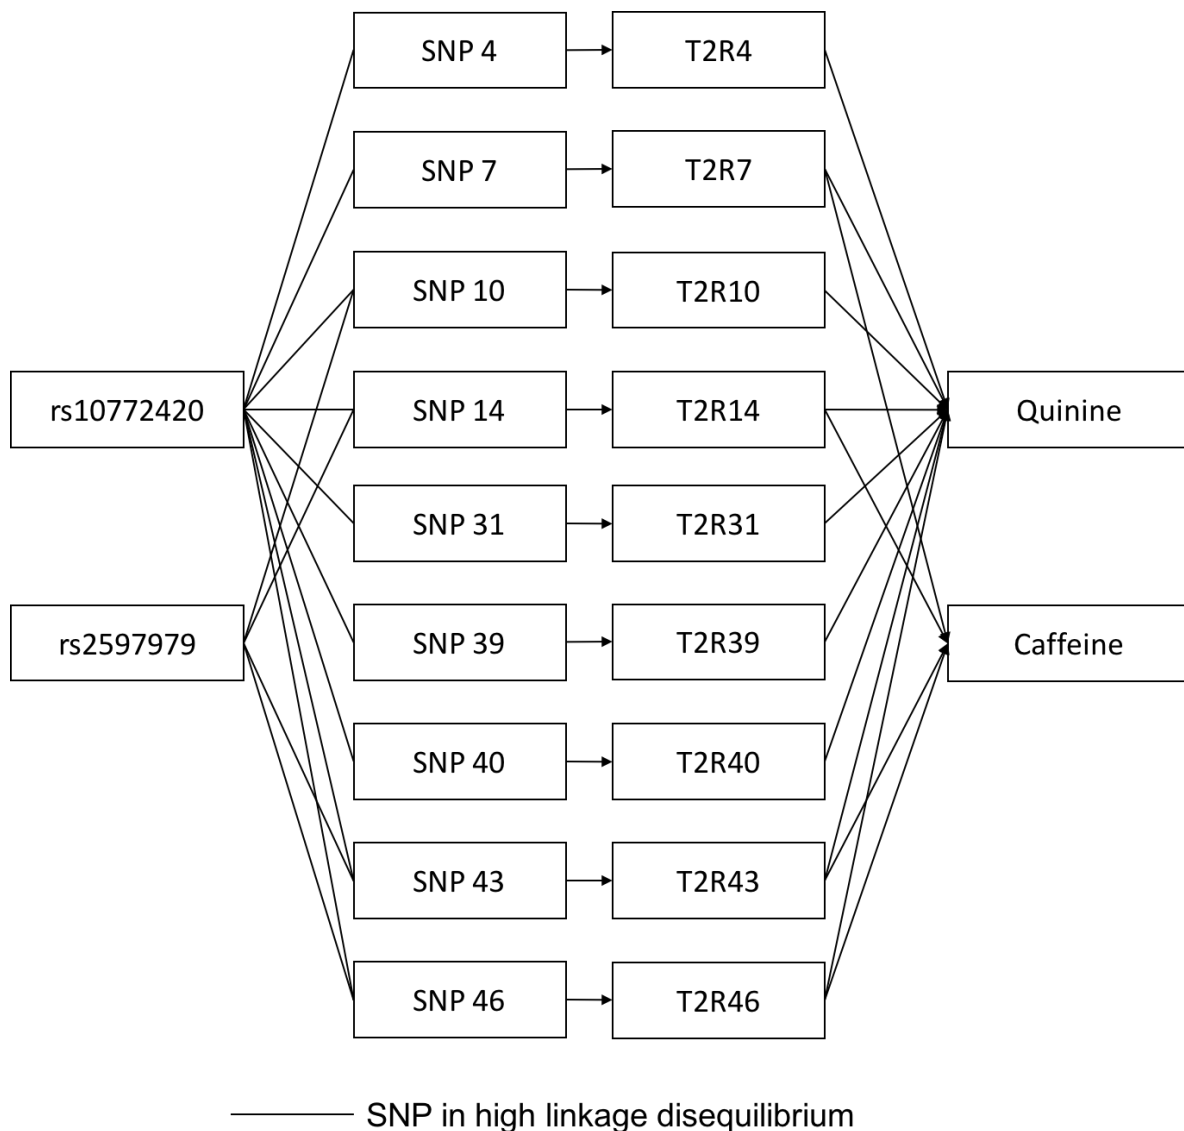 SNP 4
T2R4
SNP 7
T2R7
SNP 10
T2R10
rs10772420
SNP 14
T2R14
Quinine
SNP 31
T2R31
rs2597979
SNP 39
T2R39
Caffeine
SNP 40
T2R40
SNP 43
T2R43
SNP 46
T2R46
SNP in high linkage disequilibrium